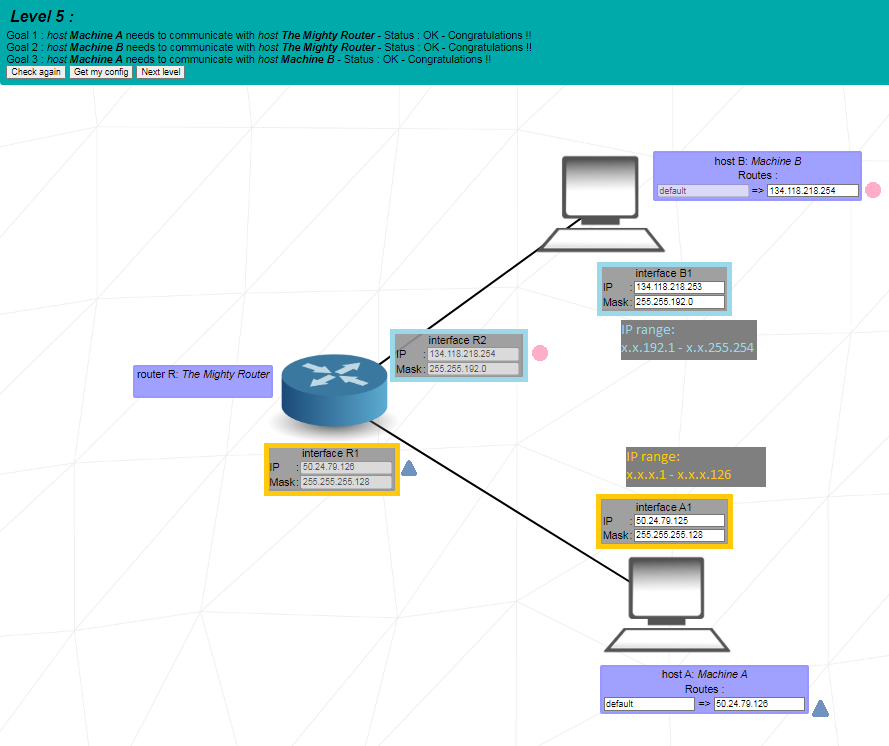 Level 5 :
Goal 1 : host Machine A needs to communicate with host The Mighty Router - Status : OK - Congratulations !!
Goal 2 : host Machine B needs to communicate with host The Mighty Router - Status : OK - Congratulations !!
Goal 3 : host Machine A needs to communicate with host Machine B - Status : OK - Congratulations !!
Check again Get my config Next level
host B: Machine B
Routes :
default => 134.118.218.254
interface B1
IP : 134.118.218.253
Mask : 255.255.192.0
IP range:
x.x.192.1 - x.x.255.254
interface R2
IP : 134.118.218.254
Mask : 255.255.192.0
router R: The Mighty Router
interface R1
IP : 50.24.79.126
Mask : 255.255.255.128
IP range:
x.x.x.1 - x.x.x.126
interface A1
IP : 50.24.79.125
Mask : 255.255.255.128
host A: Machine A
Routes :
default => 50.24.79.126